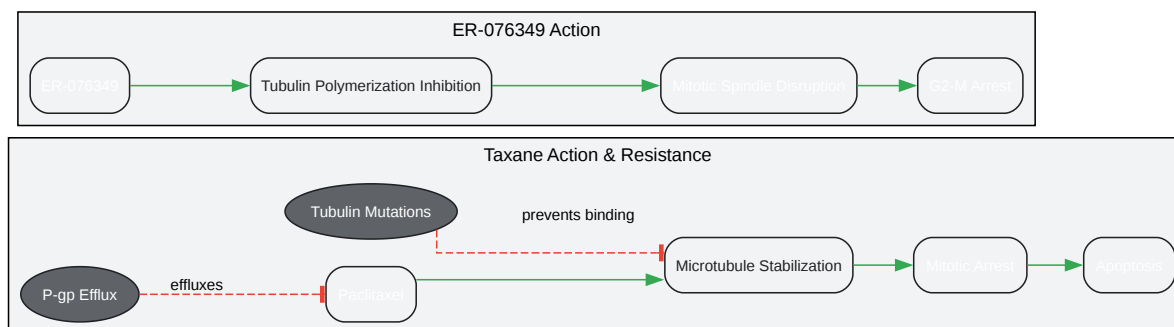 ER-076349 Action
ER-076349
Tubulin Polymerization Inhibition
Mitotic Spindle Disruption
G2-M Arrest
Taxane Action & Resistance
Tubulin Mutations
prevents binding
P-gp Efflux
effluxes
Paclitaxel
Microtubule Stabilization
Mitotic Arrest
Apoptosis